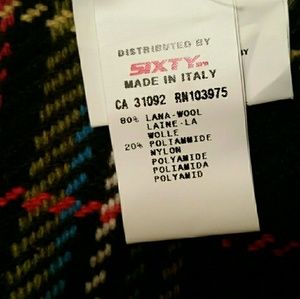 DISTRIBUTED BY
SIXTY
MADE IN ITALY
CA 31092 RN103975
80% LANA-WOOL
LAINE-LA
WOLLE
20% POLIAMMIDE
NYLON
POLYAMIDE
POLIAMIDA
POLYAMID